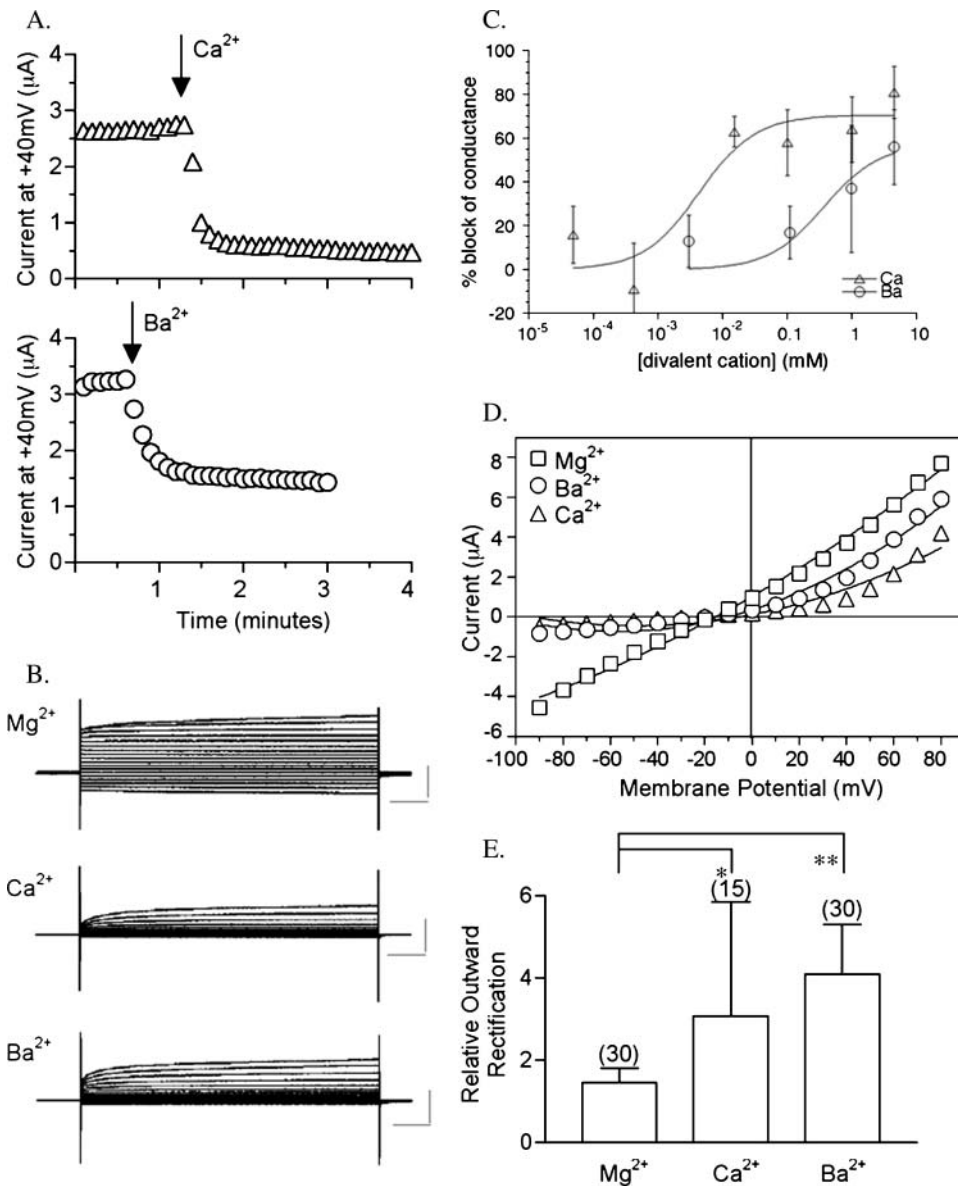 A.
Ca2+
Current at +40mV (μA)
4
3
2
1
0
Ba2+
Current at +40mV (μA)
4
3
2
1
0
1
2
3
4
Time (minutes)
B.
Mg2+
Ca2+
Ba2+
C.
% block of conductance
100
80
60
40
20
0
-20
10-5
10-4
10-3
10-2
0.1
1
10
[divalent cation] (mM)
Ca
Ba
D.
Mg2+
Ba2+
Ca2+
Current (μA)
8
6
4
2
0
-2
-4
-6
-100
-80
-60
-40
-20
0
20
40
60
80
Membrane Potential (mV)
E.
*
**
(30)
(15)
(30)
Relative Outward
Rectification
6
4
2
0
Mg2+
Ca2+
Ba2+